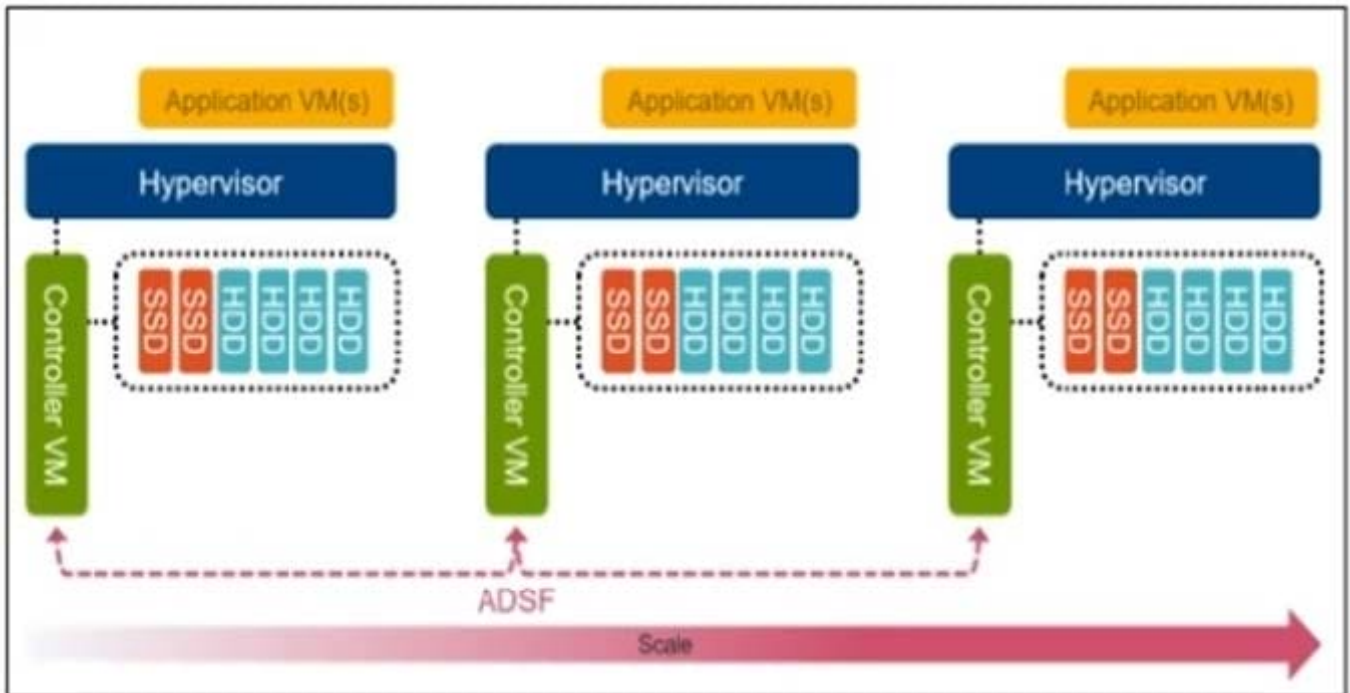 Application VM(s)
Application VM(s)
Application VM(s)
Hypervisor
Hypervisor
Hypervisor
Controller VM
SSD
SSD
HDD
HDD
HDD
HDD
Controller VM
SSD
SSD
HDD
HDD
HDD
HDD
Controller VM
SSD
SSD
HDD
HDD
HDD
HDD
ADSF
Scale